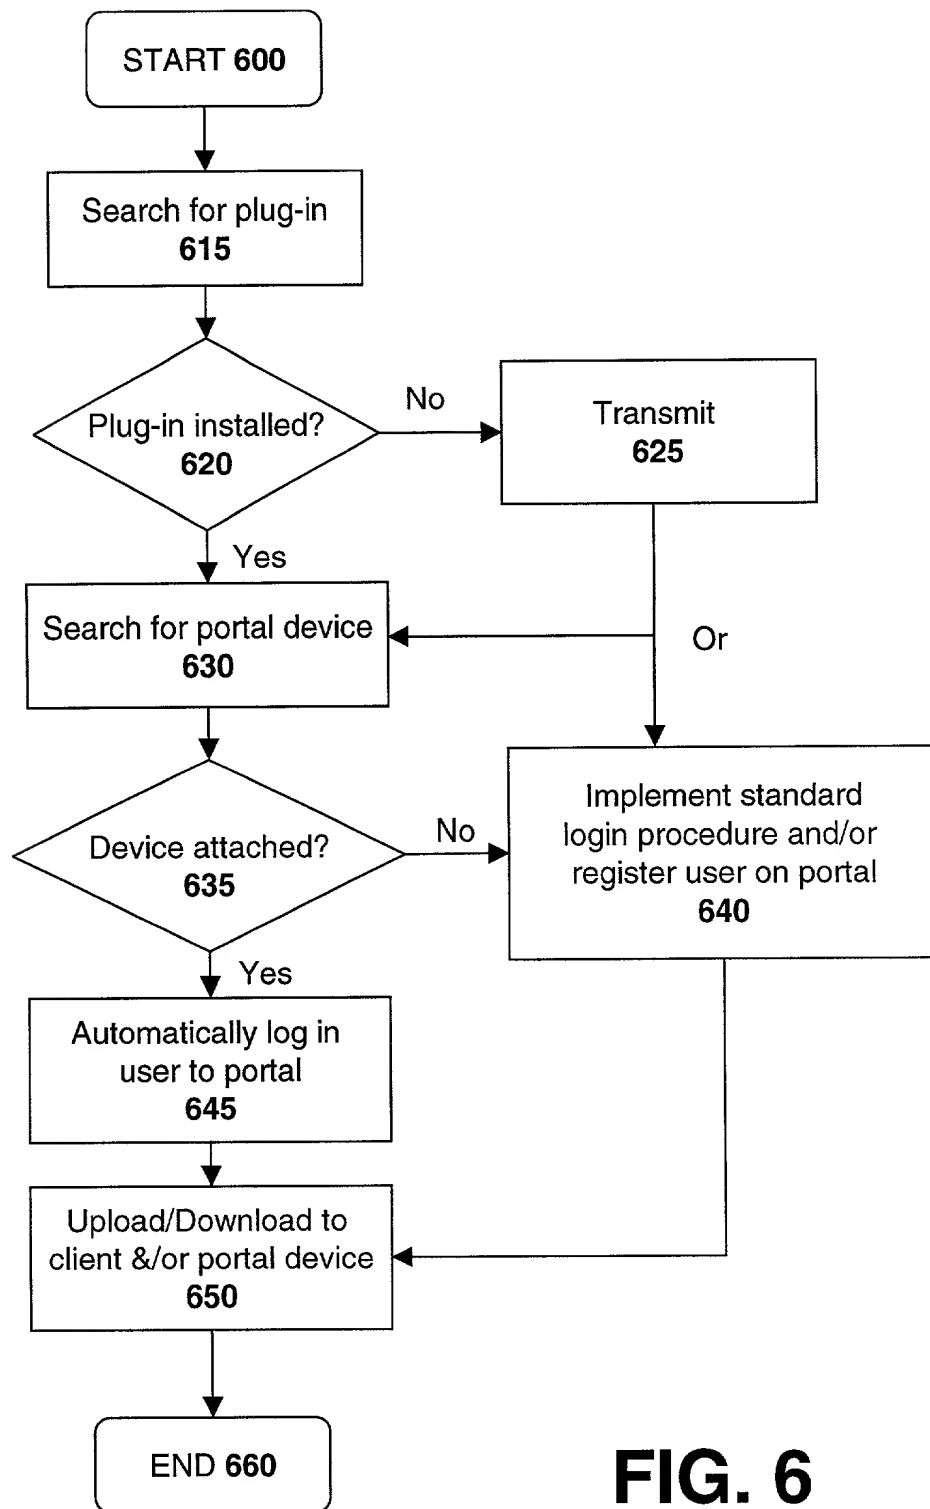 START 600
Search for plug-in
615
Plug-in installed?
620
No
Transmit
625
Yes
Search for portal device
630
Or
Device attached?
635
No
Implement standard
login procedure and/or
register user on portal
640
Yes
Automatically log in
user to portal
645
Upload/Download to
client &/or portal device
650
END 660
FIG. 6